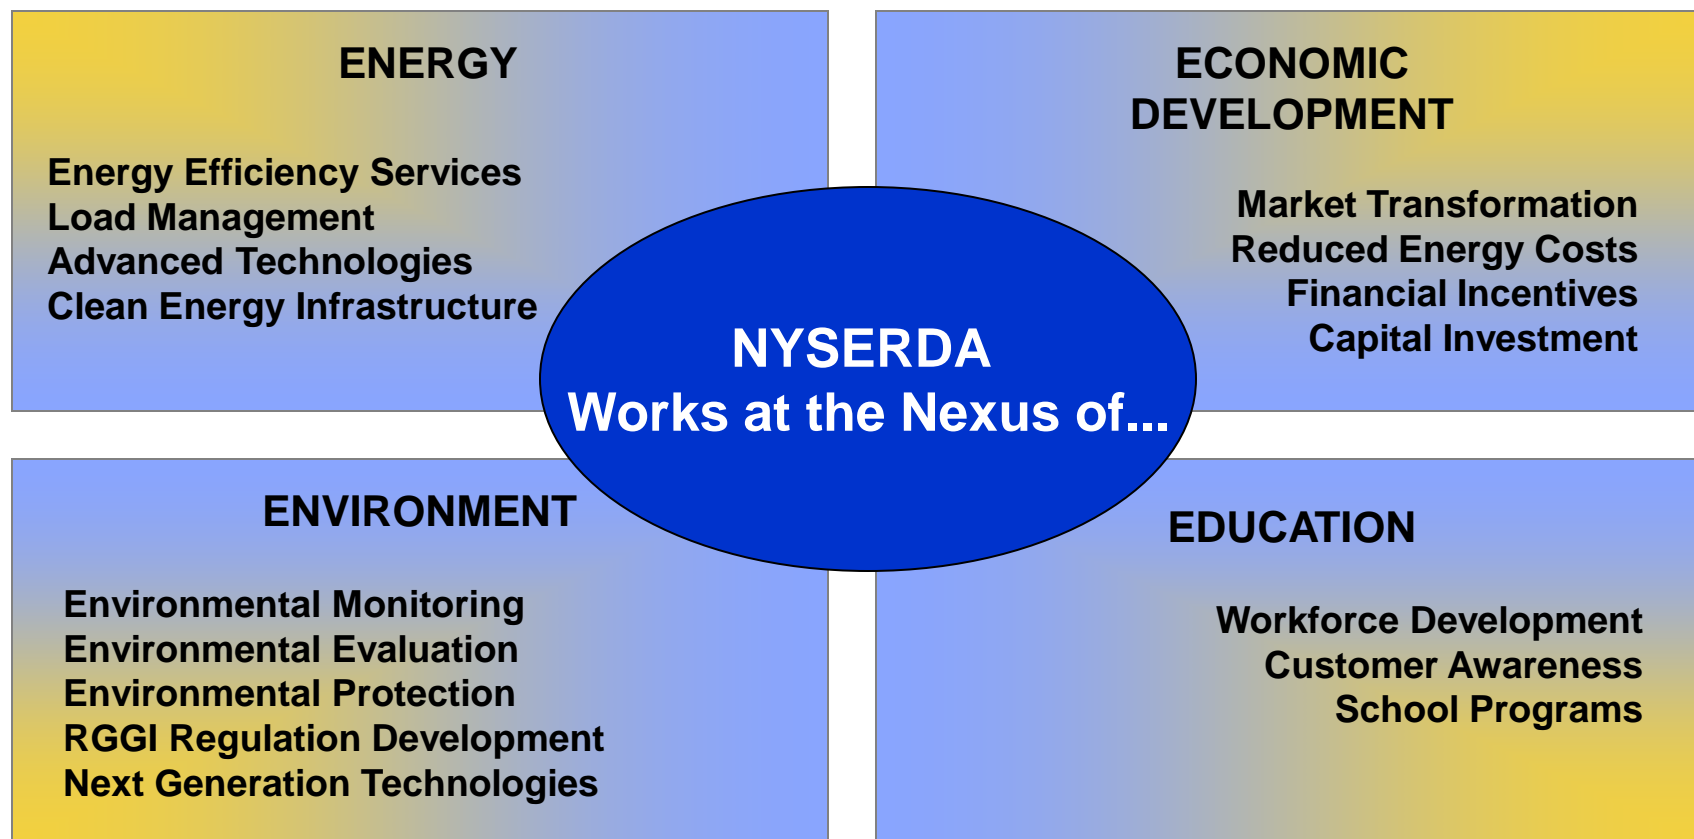 ENERGY
Energy Efficiency Services
Load Management
Advanced Technologies
Clean Energy Infrastructure
ECONOMIC
DEVELOPMENT
Market Transformation
Reduced Energy Costs
Financial Incentives
Capital Investment
NYSERDA
Works at the Nexus of...
ENVIRONMENT
Environmental Monitoring
Environmental Evaluation
Environmental Protection
RGGI Regulation Development
Next Generation Technologies
EDUCATION
Workforce Development
Customer Awareness
School Programs